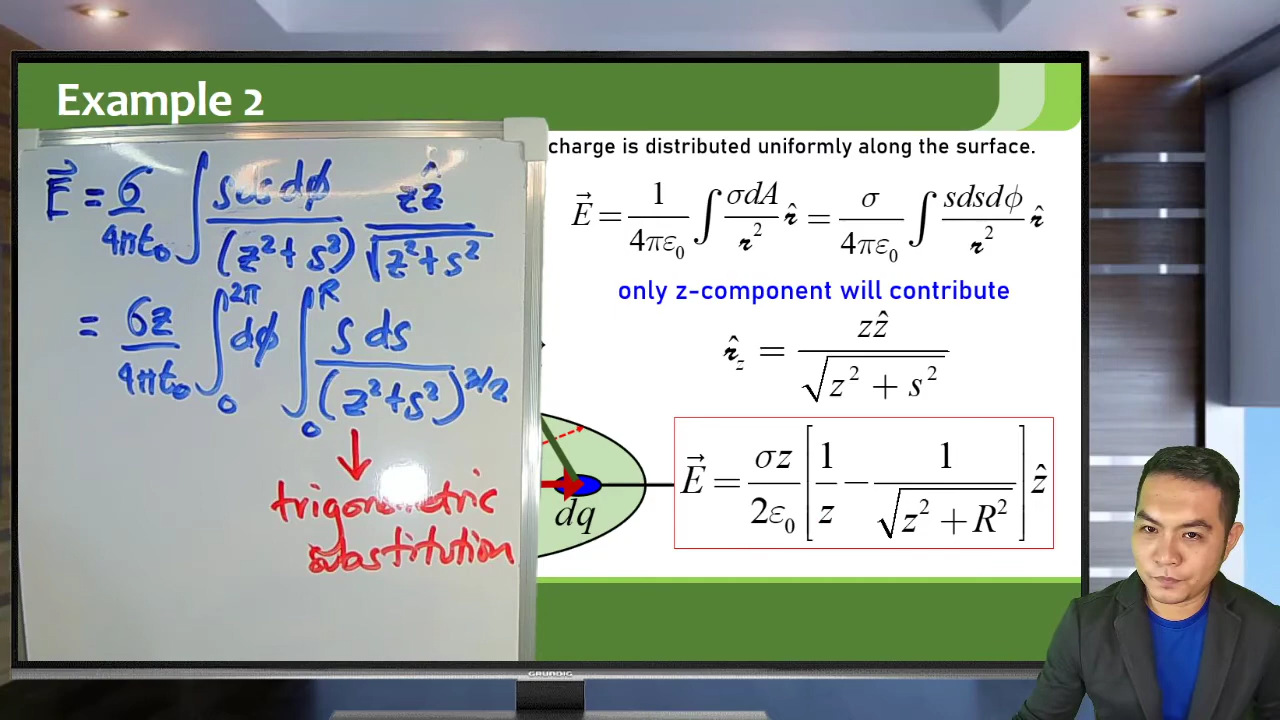 Example 2
charge is distributed uniformly along the surface.
E⃗ = σ/4πε₀ ∫ s ds dφ/(z² + s²) zẑ/√(z² + s²)
= σz/4πε₀ ∫₀^2π dφ ∫₀^R s ds/(z² + s²)^3/2
trigonometric
substitution
E⃗ = 1/4πε₀ ∫ σdA/𝓇² 𝓇̂ = σ/4πε₀ ∫ sdsdϕ/𝓇² 𝓇̂
only z-component will contribute
𝓇̂_z = zẑ/√(z² + s²)
dq
E⃗ = σz/2ε₀ [1/z − 1/√(z² + R²)] ẑ
GRUNDIG